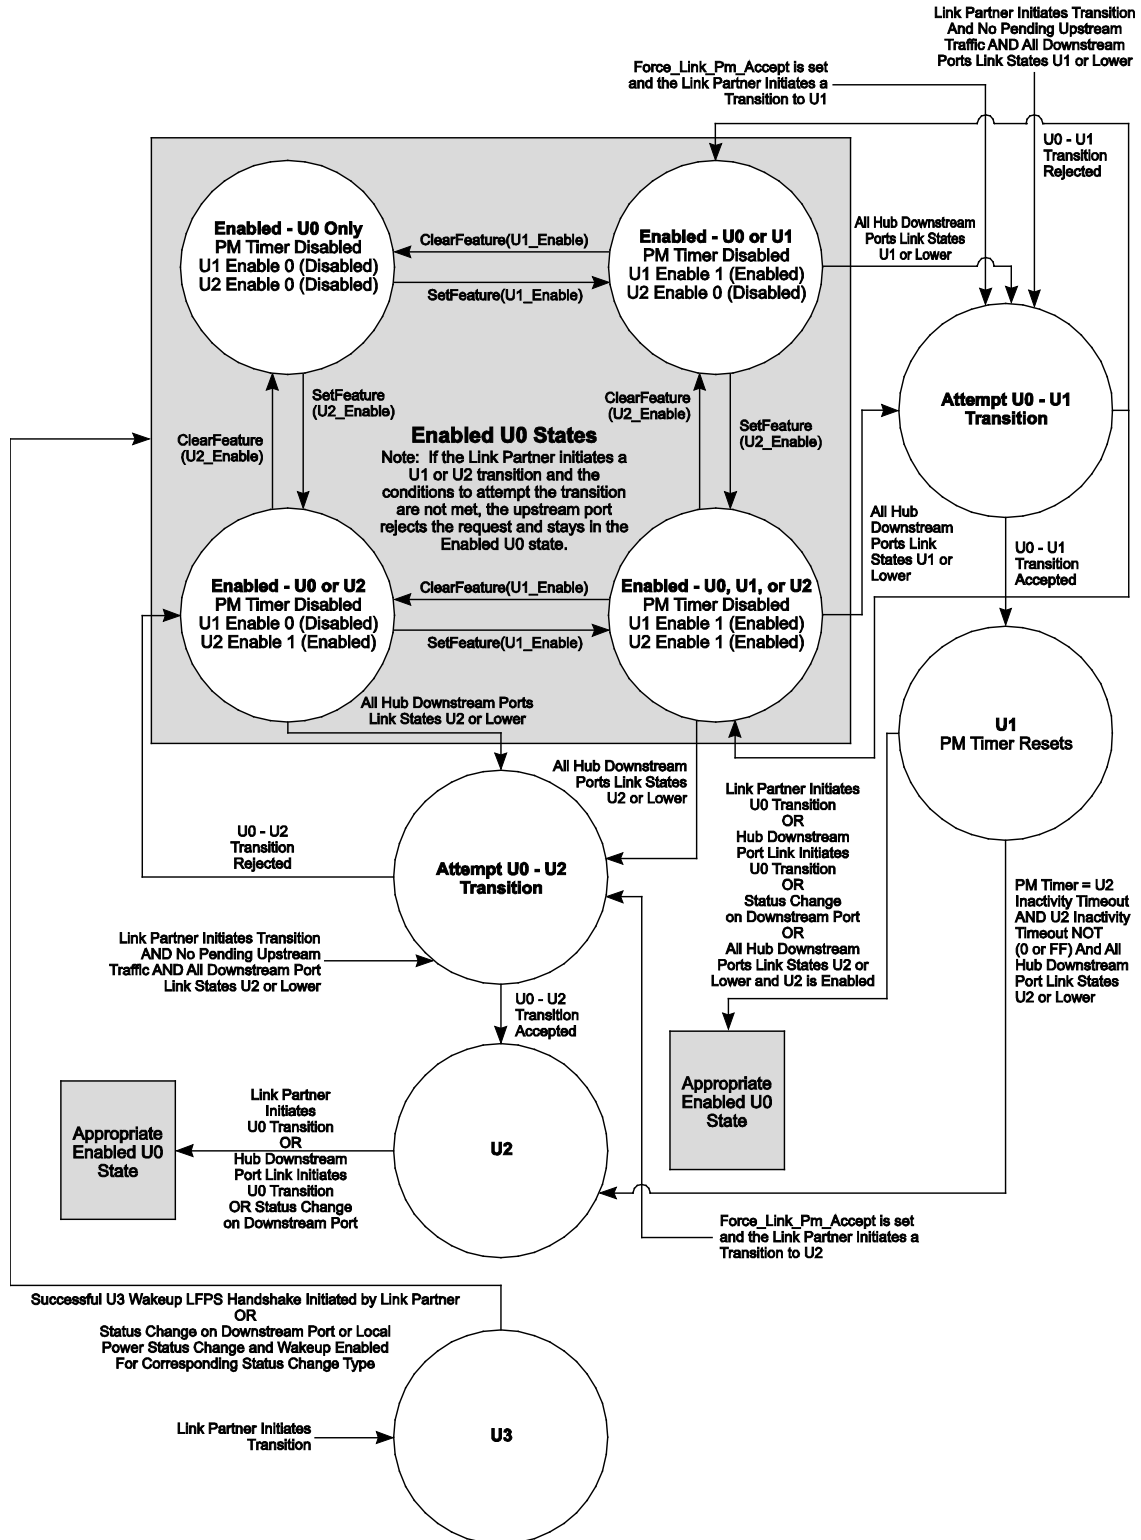 Link Partner Initiates Transition
And No Pending Upstream
Traffic AND All Downstream
Ports Link States U1 or Lower
Force_Link_Pm_Accept is set
and the Link Partner Initiates a
Transition to U1
U0 - U1
Transition
Rejected
Enabled - U0 Only
PM Timer Disabled
U1 Enable 0 (Disabled)
U2 Enable 0 (Disabled)
ClearFeature(U1_Enable)
SetFeature(U1_Enable)
Enabled - U0 or U1
PM Timer Disabled
U1 Enable 1 (Enabled)
U2 Enable 0 (Disabled)
All Hub Downstream
Ports Link States
U1 or Lower
Attempt U0 - U1
Transition
SetFeature
(U2_Enable)
ClearFeature
(U2_Enable)
ClearFeature
(U2_Enable)
SetFeature
(U2_Enable)
Enabled U0 States
Note: If the Link Partner initiates a
U1 or U2 transition and the
conditions to attempt the transition
are not met, the upstream port
rejects the request and stays in the
Enabled U0 state.
All Hub
Downstream
Ports Link
States U1 or
Lower
U0 - U1
Transition
Accepted
Enabled - U0 or U2
PM Timer Disabled
U1 Enable 0 (Disabled)
U2 Enable 1 (Enabled)
ClearFeature(U1_Enable)
SetFeature(U1_Enable)
Enabled - U0, U1, or U2
PM Timer Disabled
U1 Enable 1 (Enabled)
U2 Enable 1 (Enabled)
U1
PM Timer Resets
All Hub Downstream Ports
Link States U2 or Lower
All Hub Downstream
Ports Link States
U2 or Lower
Link Partner Initiates
U0 Transition
OR
Hub Downstream
Port Link Initiates
U0 Transition
OR
Status Change
on Downstream Port
OR
All Hub Downstream
Ports Link States U2 or
Lower and U2 is Enabled
U0 - U2
Transition
Rejected
Attempt U0 - U2
Transition
PM Timer = U2
Inactivity Timeout
AND U2 Inactivity
Timeout NOT
(0 or FF) And All
Hub Downstream
Port Link States
U2 or Lower
Link Partner Initiates Transition
AND No Pending Upstream
Traffic AND All Downstream Port
Link States U2 or Lower
U0 - U2
Transition
Accepted
Appropriate
Enabled U0
State
Appropriate
Enabled U0
State
Link Partner
Initiates
U0 Transition
OR
Hub Downstream
Port Link Initiates
U0 Transition
OR Status Change
on Downstream Port
U2
Force_Link_Pm_Accept is set
and the Link Partner Initiates a
Transition to U2
Successful U3 Wakeup LFPS Handshake Initiated by Link Partner
OR
Status Change on Downstream Port or Local
Power Status Change and Wakeup Enabled
For Corresponding Status Change Type
Link Partner Initiates
Transition
U3